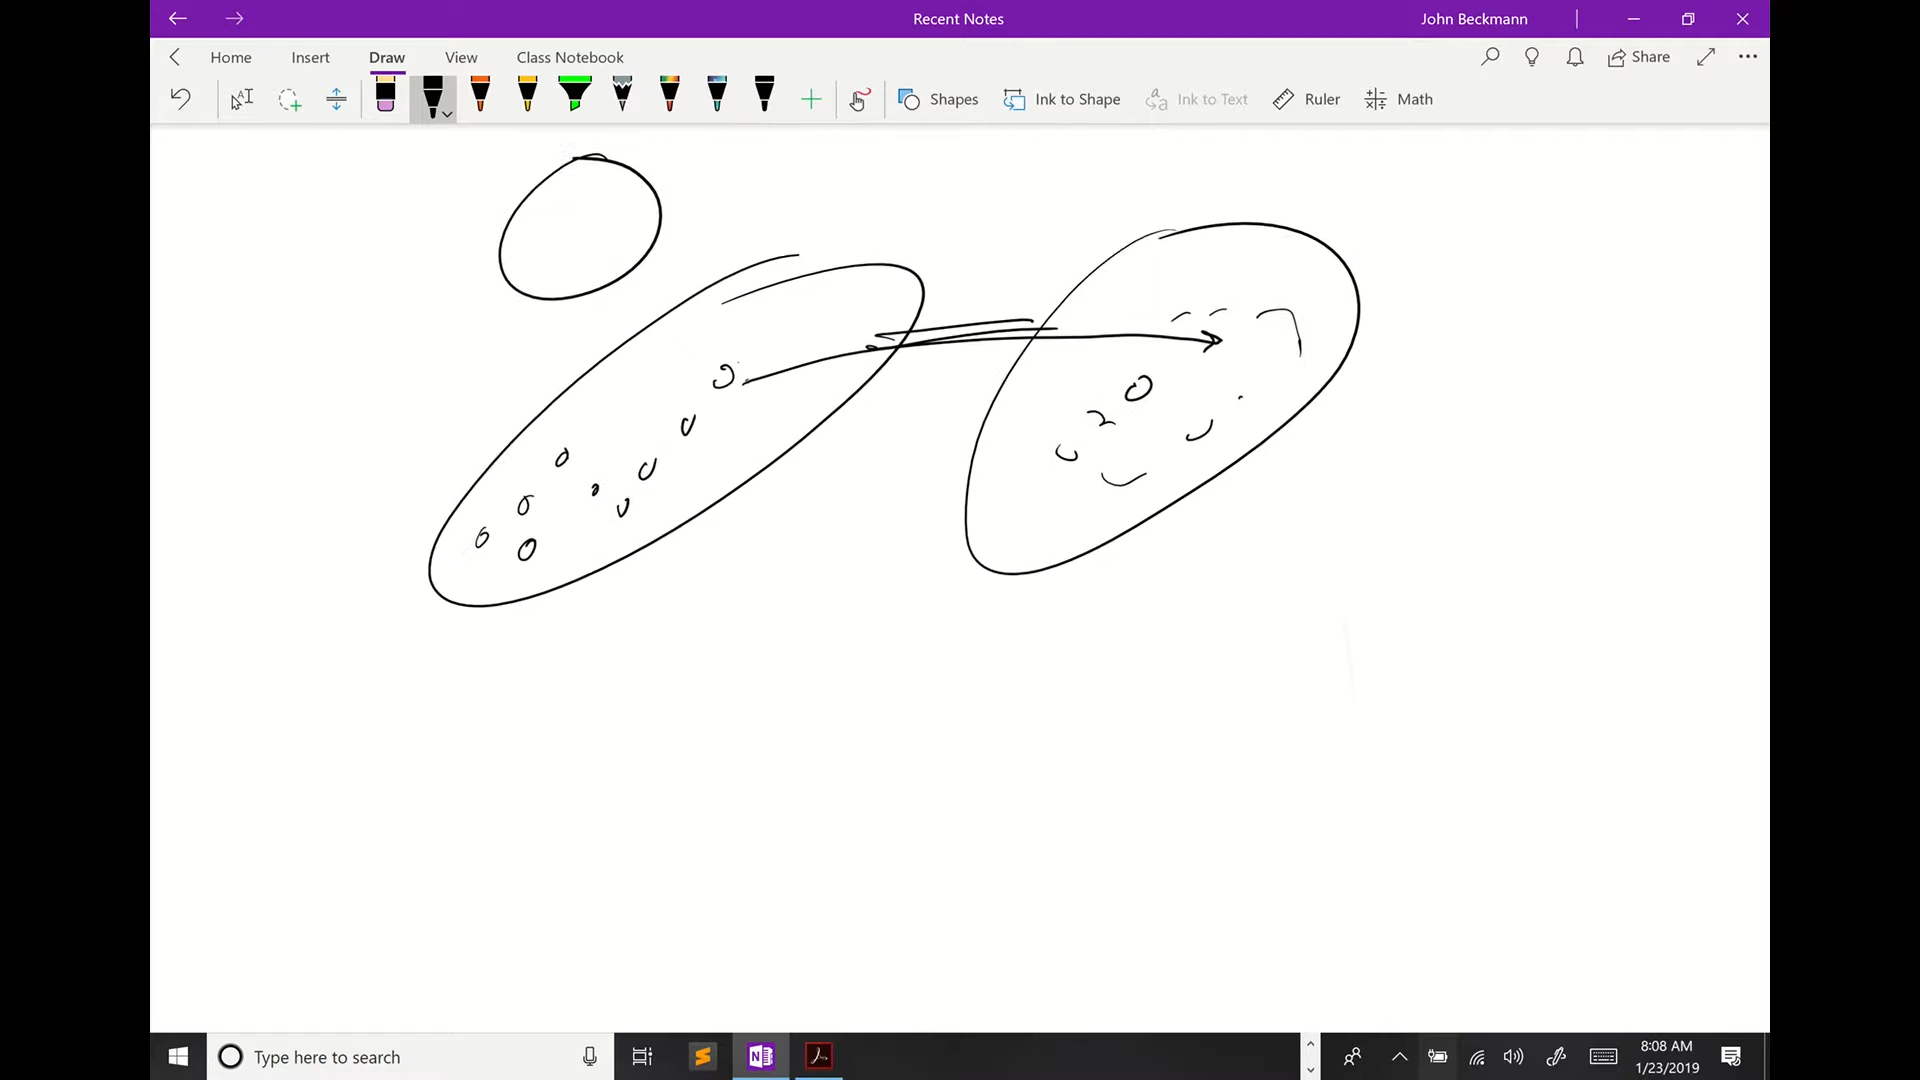 Recent Notes
John Beckmann
Home Insert Draw View Class Notebook
Share
Shapes Ink to Shape Ink to Text Ruler Math
Type here to search
8:08 AM
1/23/2019